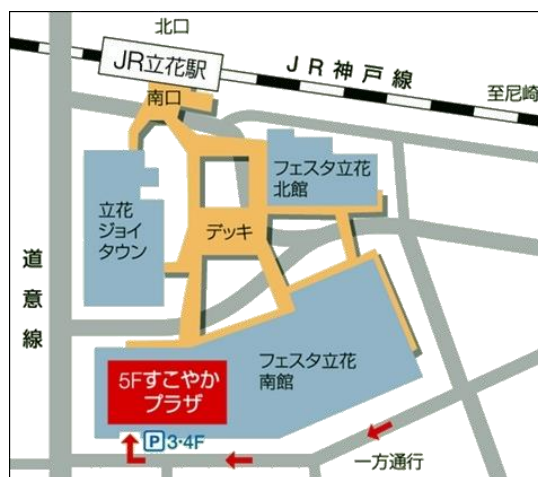 北口
JR立花駅
JR神戸線
至尼崎
南口
フェスタ立花
北館
立花
ジョイ
タウン
デッキ
道意線
フェスタ立花
南館
5Fすこやか
プラザ
P3・4F
一方通行